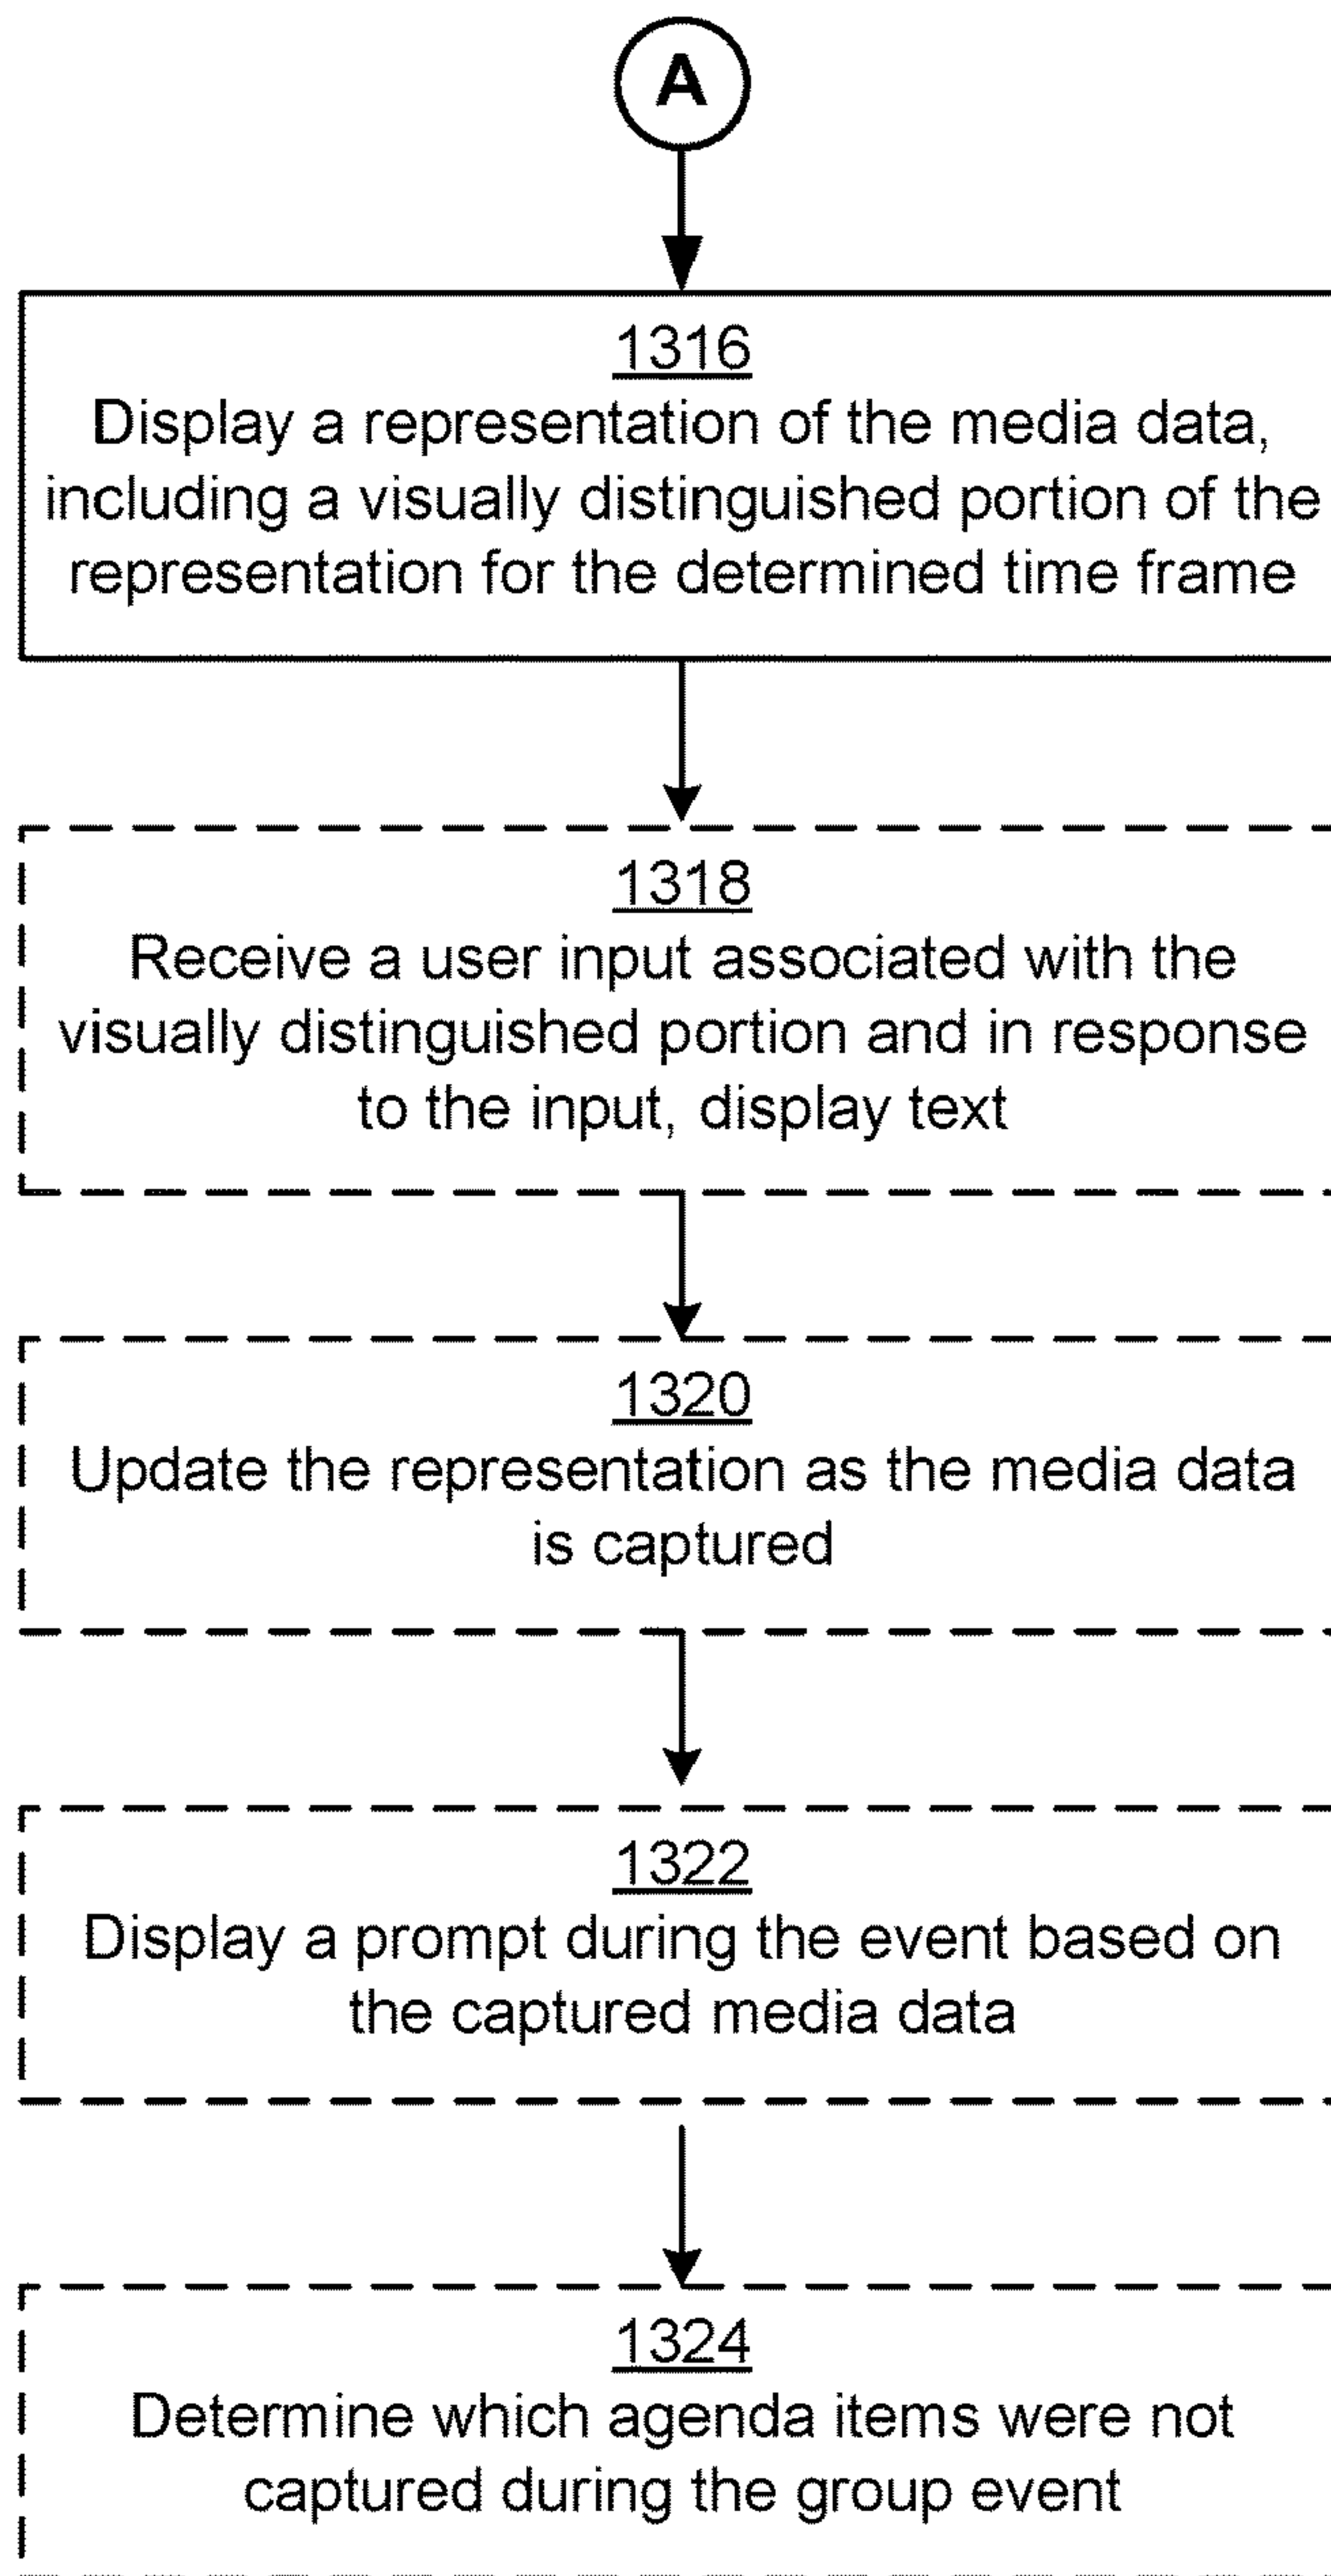 A
1316
Display a representation of the media data,
including a visually distinguished portion of the
representation for the determined time frame
1318
Receive a user input associated with the
visually distinguished portion and in response
to the input, display text
1320
Update the representation as the media data
is captured
1322
Display a prompt during the event based on
the captured media data
1324
Determine which agenda items were not
captured during the group event